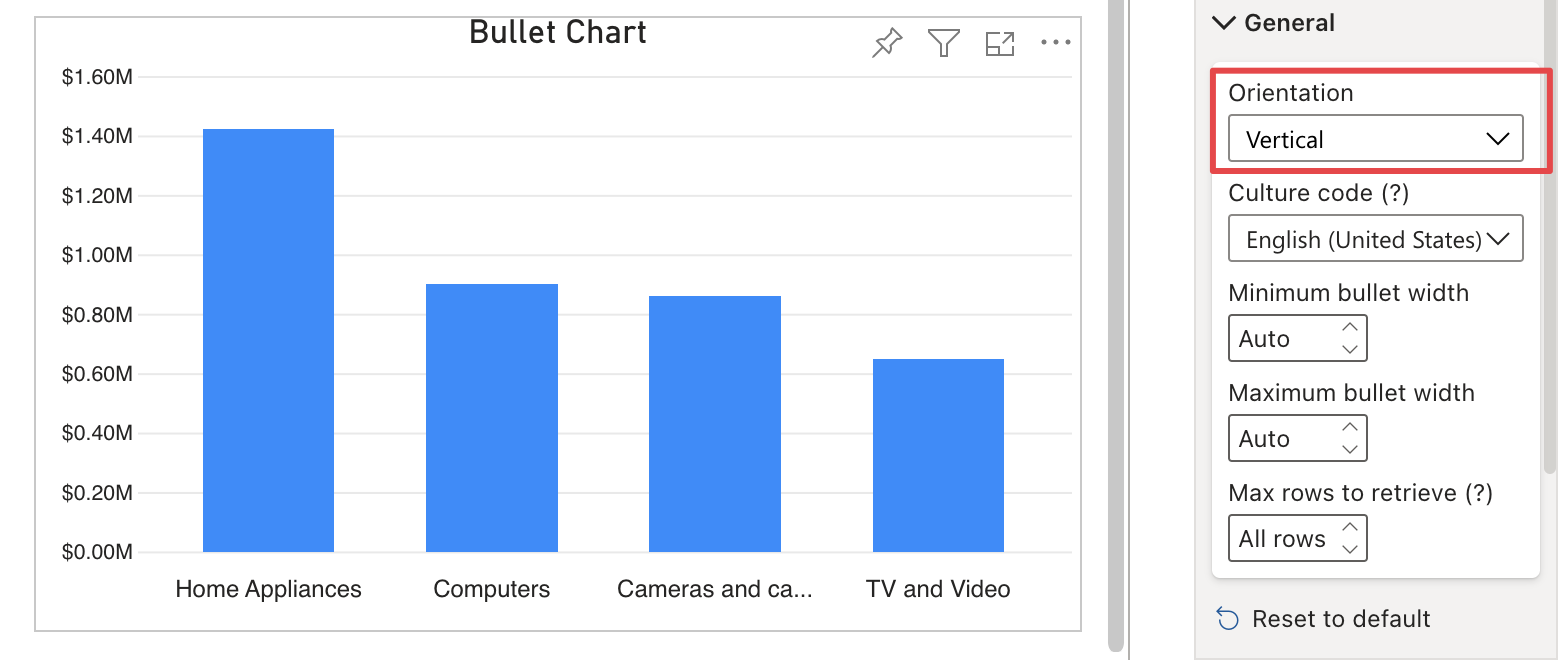 Bullet Chart
$1.60M
$1.40M
$1.20M
$1.00M
$0.80M
$0.60M
$0.40M
$0.20M
$0.00M
Home Appliances Computers Cameras and ca... TV and Video
General
Orientation
Vertical
Culture code (?)
English (United States)
Minimum bullet width
Auto
Maximum bullet width
Auto
Max rows to retrieve (?)
All rows
Reset to default